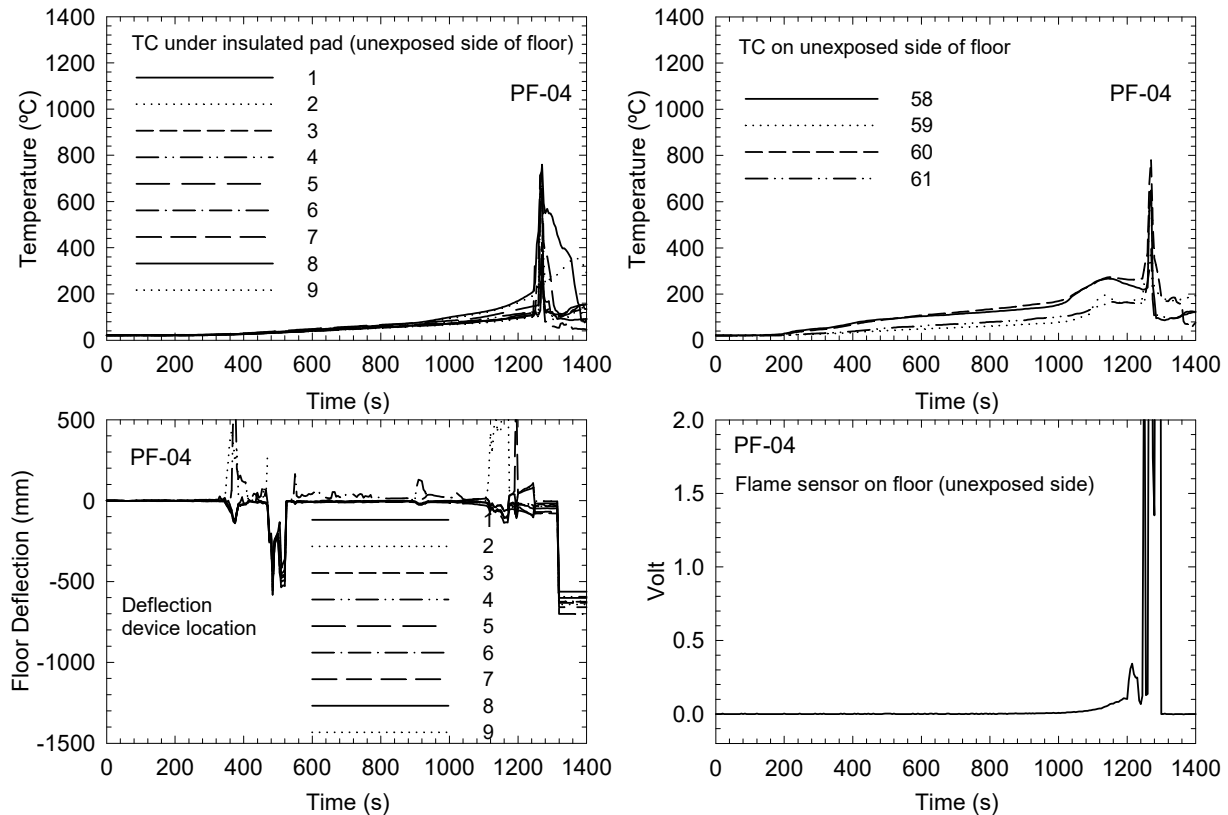 1400
1200
1000
800
600
400
200
0
Temperature (ºC)
TC under insulated pad (unexposed side of floor)
PF-04
1
2
3
4
5
6
7
8
9
0 200 400 600 800 1000 1200 1400
Time (s)
1400
1200
1000
800
600
400
200
0
Temperature (ºC)
TC on unexposed side of floor
PF-04
58
59
60
61
0 200 400 600 800 1000 1200 1400
Time (s)
500
0
-500
-1000
-1500
Floor Deflection (mm)
PF-04
Deflection
device location
1
2
3
4
5
6
7
8
9
0 200 400 600 800 1000 1200 1400
Time (s)
2.0
1.5
1.0
0.5
0.0
Volt
PF-04
Flame sensor on floor (unexposed side)
0 200 400 600 800 1000 1200 1400
Time (s)